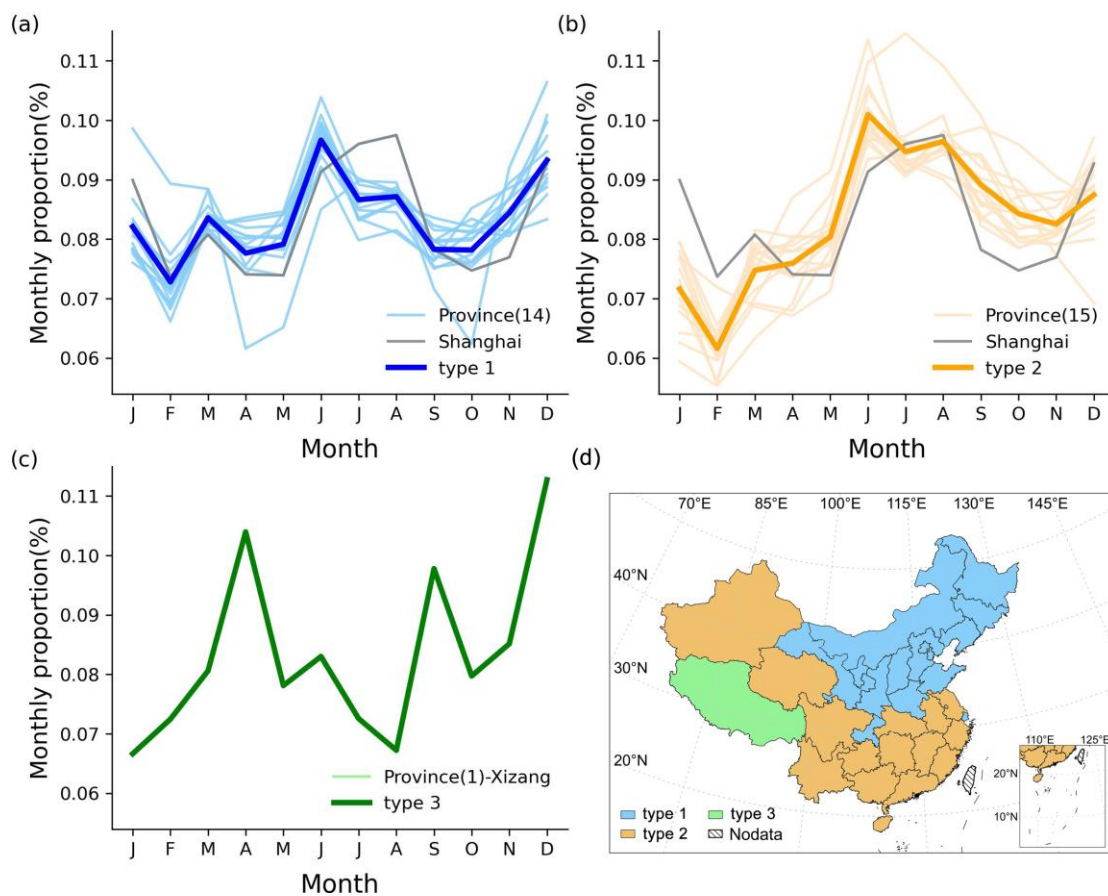 (a)
Monthly proportion(%)
0.11
0.10
0.09
0.08
0.07
0.06
Province(14)
Shanghai
type 1
J F M A M J J A S O N D
Month
(b)
Monthly proportion(%)
0.11
0.10
0.09
0.08
0.07
0.06
Province(15)
Shanghai
type 2
J F M A M J J A S O N D
Month
(c)
Monthly proportion(%)
0.11
0.10
0.09
0.08
0.07
0.06
Province(1)-Xizang
type 3
J F M A M J J A S O N D
Month
(d)
70°E 85°E 100°E 115°E 130°E 145°E
40°N
30°N
20°N
type 1 type 3
type 2 Nodata
110°E 125°E
20°N
10°N